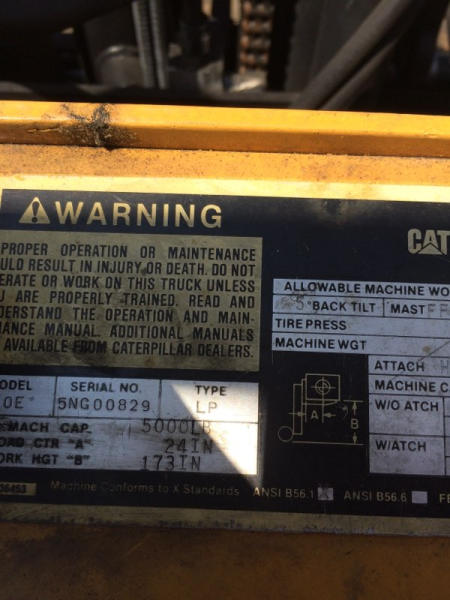 WARNING
PROPER OPERATION OR MAINTENANCE
ULD RESULT IN INJURY OR DEATH. DO NOT
ERATE OR WORK ON THIS TRUCK UNLESS
U ARE PROPERLY TRAINED. READ AND
DERSTAND THE OPERATION AND MAIN-
NANCE MANUAL. ADDITIONAL MANUALS
AVAILABLE FROM CATERPILLAR DEALERS.
ODEL SERIAL NO. TYPE
0E 5NG00829 LP
MACH CAP. 5000LB
OAD CTR "A" 24IN
ORK HGT "B" 173IN
Machine Conforms to X Standards ANSI B56.1 ANSI B56.6
CAT
ALLOWABLE MACHINE WO
5° BACK TILT MAST FR
TIRE PRESS
MACHINE WGT
ATTACH H
MACHINE C
W/O ATCH
W/ATCH
A
B